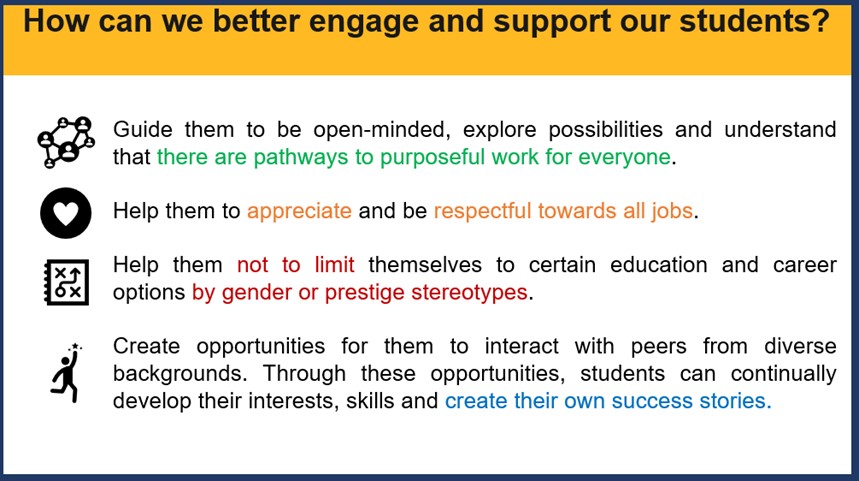 How can we better engage and support our students?
Guide them to be open-minded, explore possibilities and understand
that there are pathways to purposeful work for everyone.
Help them to appreciate and be respectful towards all jobs.
Help them not to limit themselves to certain education and career
options by gender or prestige stereotypes.
Create opportunities for them to interact with peers from diverse
backgrounds. Through these opportunities, students can continually
develop their interests, skills and create their own success stories.